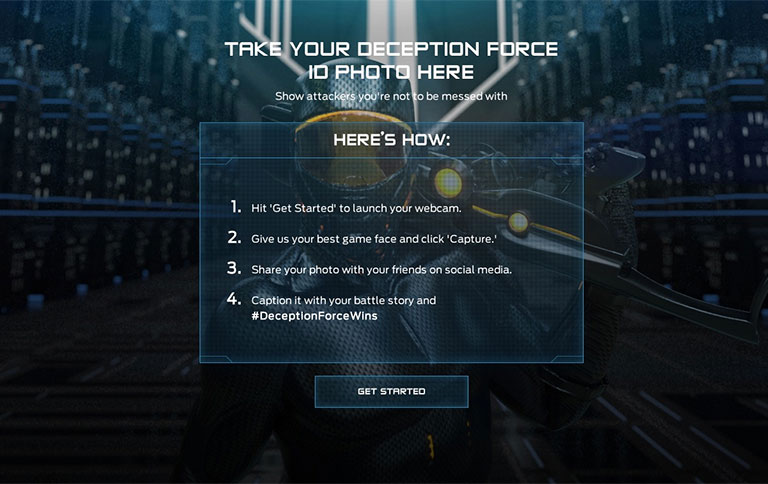 TAKE YOUR DECEPTION FORCE
ID PHOTO HERE
Show attackers you're not to be messed with
HERE'S HOW:
1. Hit 'Get Started' to launch your webcam.
2. Give us your best game face and click 'Capture.'
3. Share your photo with your friends on social media.
4. Caption it with your battle story and
#DeceptionForceWins
GET STARTED